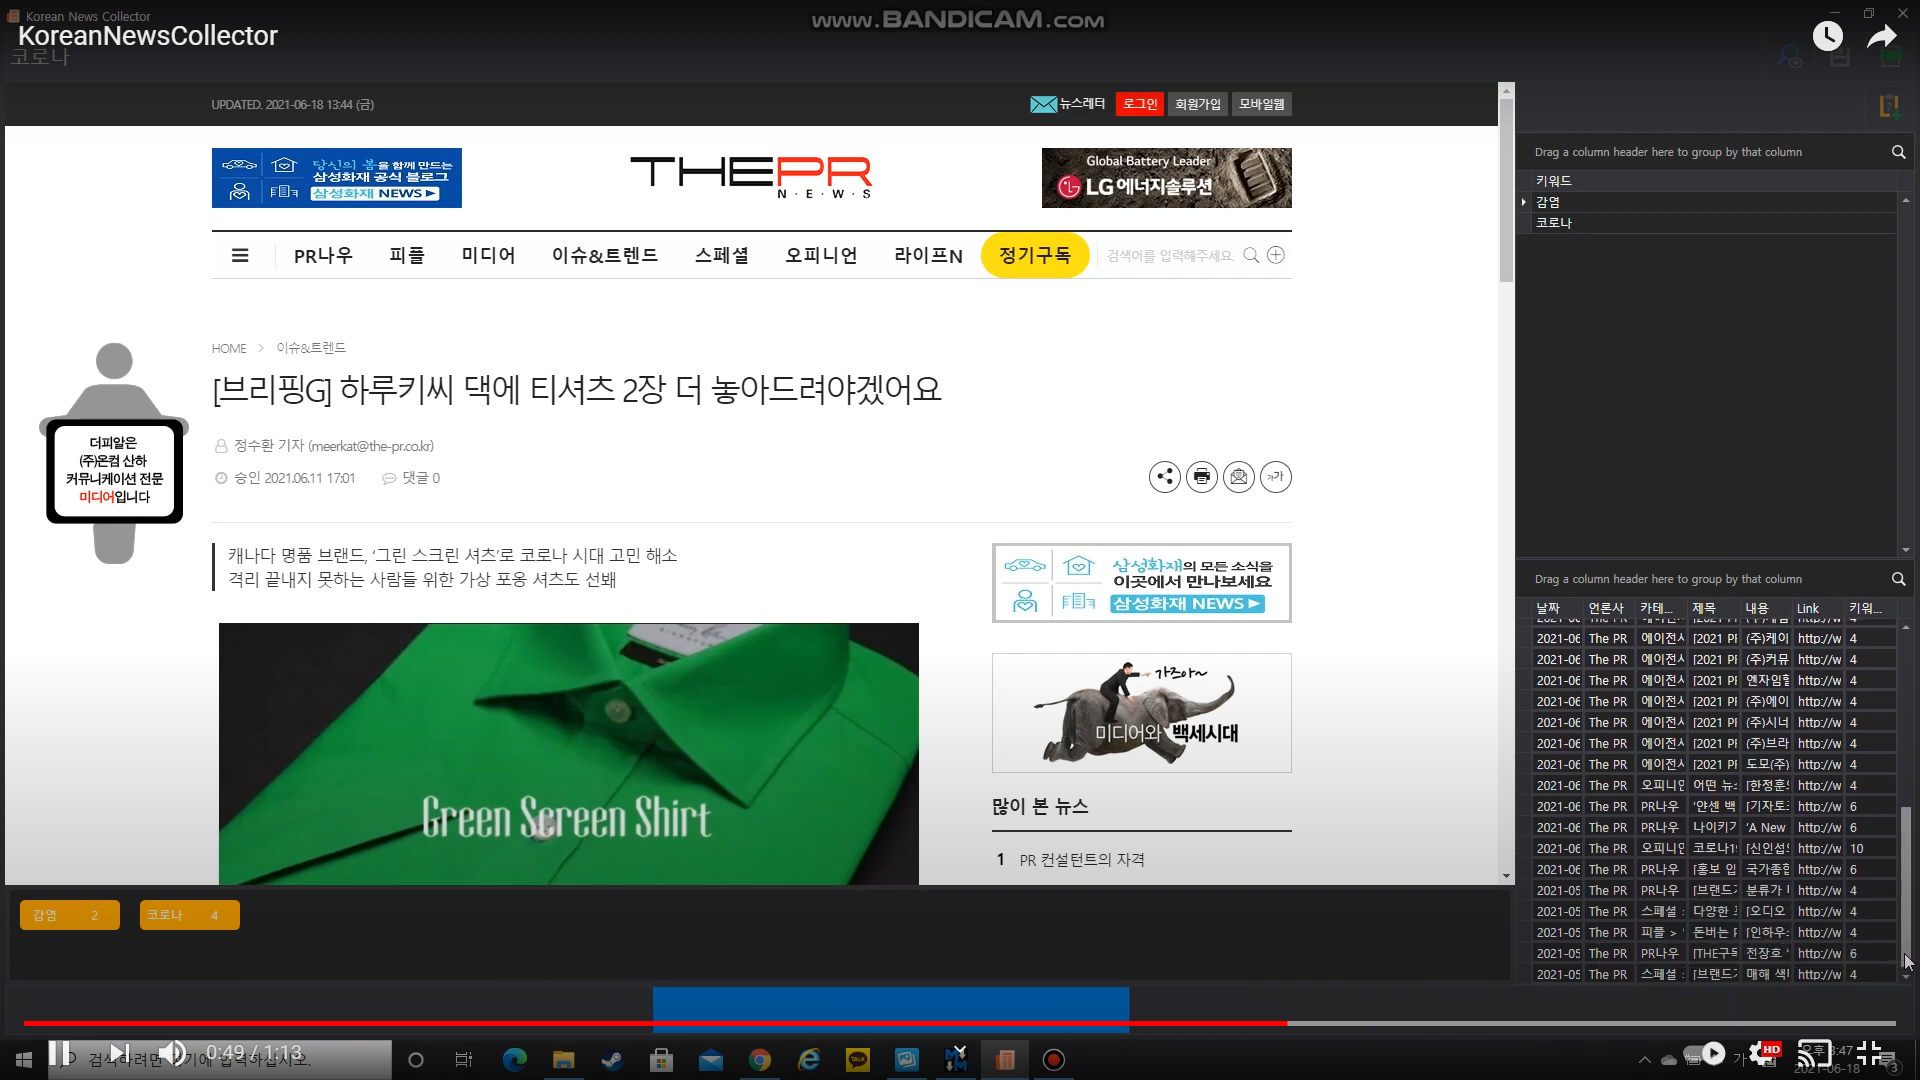 Korean News Collector
www.BANDICAM.com
KoreanNewsCollector
코로나
UPDATED. 2021-06-18 13:44 (금)
뉴스레터
로그인
회원가입
모바일웹
당신의 봄을 함께 만드는
삼성화재 공식 블로그
삼성화재 NEWS ▶
THEPR
N·E·W·S
Global Battery Leader
LG에너지솔루션
PR나우
피플
미디어
이슈&트렌드
스페셜
오피니언
라이프N
정기구독
검색어를 입력해주세요.
HOME > 이슈&트렌드
[브리핑G] 하루키씨 댁에 티셔츠 2장 더 놓아드려야겠어요
정수환 기자 (meerkat@the-pr.co.kr)
승인 2021.06.11 17:01
댓글 0
가가
더피알은
(주)온컴 산하
커뮤니케이션 전문
미디어입니다
캐나다 명품 브랜드, ‘그린 스크린 셔츠’로 코로나 시대 고민 해소
격리 끝내지 못하는 사람들 위한 가상 포옹 셔츠도 선봬
삼성화재의 모든 소식을
이곳에서 만나보세요
삼성화재 NEWS ▶
Green Screen Shirt
가즈아~
미디어와 백세시대
많이 본 뉴스
1 PR 컨설턴트의 자격
감염 2
코로나 4
Drag a column header here to group by that column
키워드
감염
코로나
Drag a column header here to group by that column
날짜 언론사 카테... 제목 내용 Link 키워...
2021-06 The PR 에이전시 [2021 PR (주)케이 http://w 4
2021-06 The PR 에이전시 [2021 PR (주)커뮤 http://w 4
2021-06 The PR 에이전시 [2021 PR 엔자임헬 http://w 4
2021-06 The PR 에이전시 [2021 PR (주)에이 http://w 4
2021-06 The PR 에이전시 [2021 PR (주)시너 http://w 4
2021-06 The PR 에이전시 [2021 PR (주)브라 http://w 4
2021-06 The PR 에이전시 [2021 PR 도모(주) http://w 4
2021-06 The PR 오피니언 어떤 뉴스 [한정훈의 http://w 4
2021-06 The PR PR나우 ‘얀센 백 [기자토크 http://w 6
2021-06 The PR PR나우 나이키가 ‘A New http://w 6
2021-06 The PR 오피니언 코로나19 [신인섭의 http://w 10
2021-06 The PR PR나우 [홍보 입 국가종합 http://w 6
2021-05 The PR PR나우 [브랜드가 분류가 http://w 4
2021-05 The PR 스페셜 > 다양한 [오디오 http://w 4
2021-05 The PR 피플 > 돈버는 [인하우스 http://w 4
2021-05 The PR PR나우 [THE구독 전장호 http://w 6
2021-05 The PR 스페셜 > [브랜드가 매해 색 http://w 4
0:49 / 1:13
검색하려면 여기에 입력하십시오.
TALK
HD
가
오후 3:47
2021-06-18
3